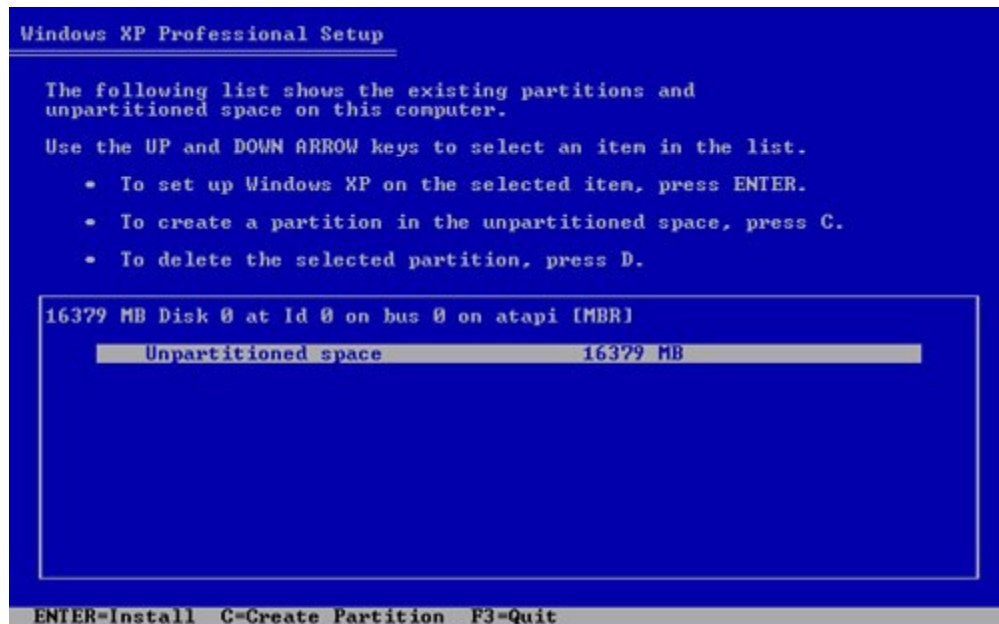 Windows XP Professional Setup
The following list shows the existing partitions and
unpartitioned space on this computer.
Use the UP and DOWN ARROW keys to select an item in the list.
• To set up Windows XP on the selected item, press ENTER.
• To create a partition in the unpartitioned space, press C.
• To delete the selected partition, press D.
16379 MB Disk 0 at Id 0 on bus 0 on atapi [MBR]
Unpartitioned space 16379 MB
ENTER=Install C=Create Partition F3=Quit